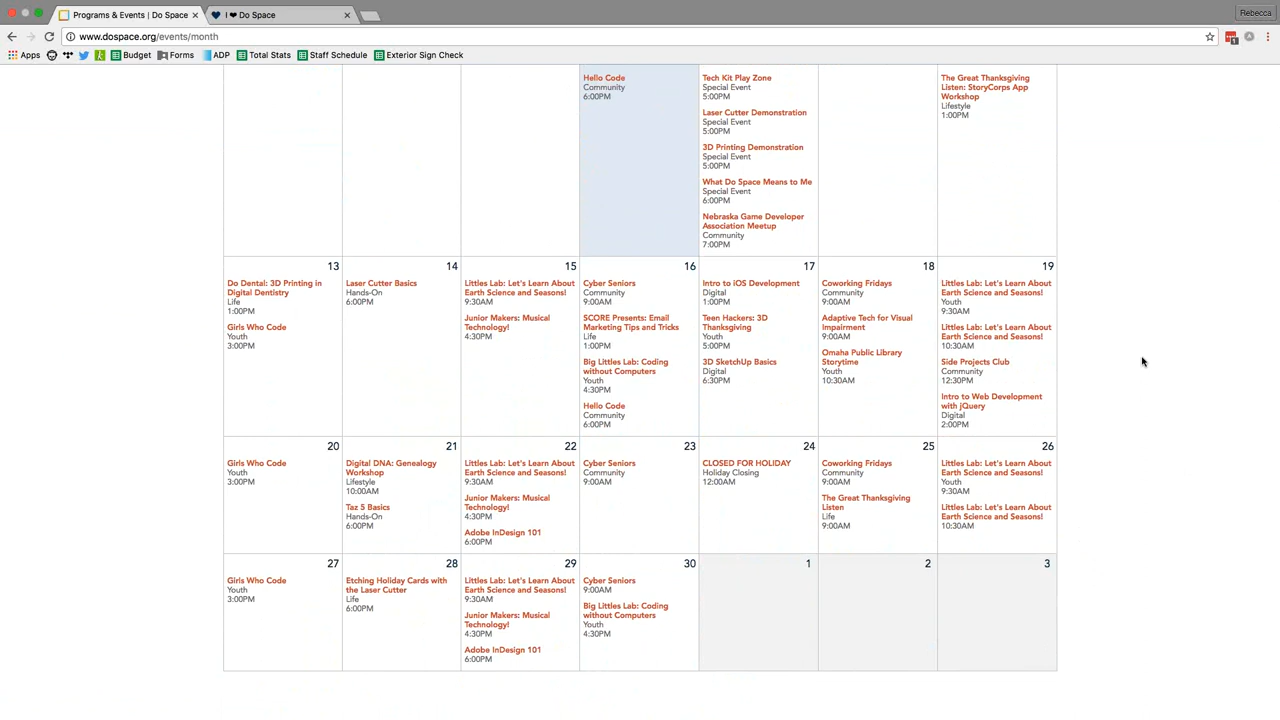 Programs & Events | Do Space
I ❤ Do Space
Rebecca
www.dospace.org/events/month
Apps
Budget
Forms
ADP
Total Stats
Staff Schedule
Exterior Sign Check
Hello Code
Community
6:00PM
Tech Kit Play Zone
Special Event
5:00PM
Laser Cutter Demonstration
Special Event
5:00PM
3D Printing Demonstration
Special Event
5:00PM
What Do Space Means to Me
Special Event
6:00PM
Nebraska Game Developer
Association Meetup
Community
7:00PM
The Great Thanksgiving
Listen: StoryCorps App
Workshop
Lifestyle
1:00PM
13
Do Dental: 3D Printing in
Digital Dentistry
Life
1:00PM
Girls Who Code
Youth
3:00PM
14
Laser Cutter Basics
Hands-On
6:00PM
15
Littles Lab: Let's Learn About
Earth Science and Seasons!
9:30AM
Junior Makers: Musical
Technology!
4:30PM
16
Cyber Seniors
Community
9:00AM
SCORE Presents: Email
Marketing Tips and Tricks
Life
1:00PM
Big Littles Lab: Coding
without Computers
Youth
4:30PM
Hello Code
Community
6:00PM
17
Intro to iOS Development
Digital
1:00PM
Teen Hackers: 3D
Thanksgiving
Youth
5:00PM
3D SketchUp Basics
Digital
6:30PM
18
Coworking Fridays
Community
9:00AM
Adaptive Tech for Visual
Impairment
9:00AM
Omaha Public Library
Storytime
Youth
10:30AM
19
Littles Lab: Let's Learn About
Earth Science and Seasons!
Youth
9:30AM
Littles Lab: Let's Learn About
Earth Science and Seasons!
10:30AM
Side Projects Club
Community
12:30PM
Intro to Web Development
with jQuery
Digital
2:00PM
20
Girls Who Code
Youth
3:00PM
21
Digital DNA: Genealogy
Workshop
Lifestyle
10:00AM
Taz 5 Basics
Hands-On
6:00PM
22
Littles Lab: Let's Learn About
Earth Science and Seasons!
9:30AM
Junior Makers: Musical
Technology!
4:30PM
Adobe InDesign 101
6:00PM
23
Cyber Seniors
Community
9:00AM
24
CLOSED FOR HOLIDAY
Holiday Closing
12:00AM
25
Coworking Fridays
Community
9:00AM
The Great Thanksgiving
Listen
Life
9:00AM
26
Littles Lab: Let's Learn About
Earth Science and Seasons!
Youth
9:30AM
Littles Lab: Let's Learn About
Earth Science and Seasons!
10:30AM
27
Girls Who Code
Youth
3:00PM
28
Etching Holiday Cards with
the Laser Cutter
Life
6:00PM
29
Littles Lab: Let's Learn About
Earth Science and Seasons!
9:30AM
Junior Makers: Musical
Technology!
4:30PM
Adobe InDesign 101
6:00PM
30
Cyber Seniors
9:00AM
Big Littles Lab: Coding
without Computers
Youth
4:30PM
1
2
3